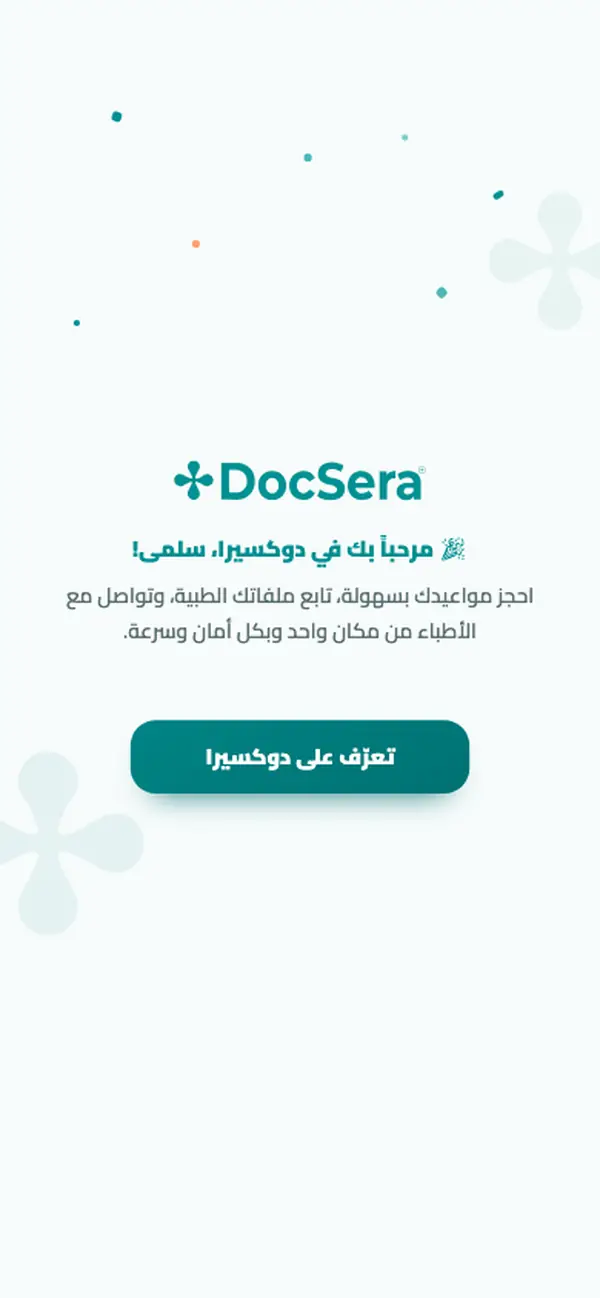 DocSera®
🎉 مرحباً بك في دوكسيرا، سلمى!
احجز مواعيدك بسهولة، تابع ملفاتك الطبية، وتواصل مع
الأطباء من مكان واحد وبكل أمان وسرعة.
تعرّف على دوكسيرا